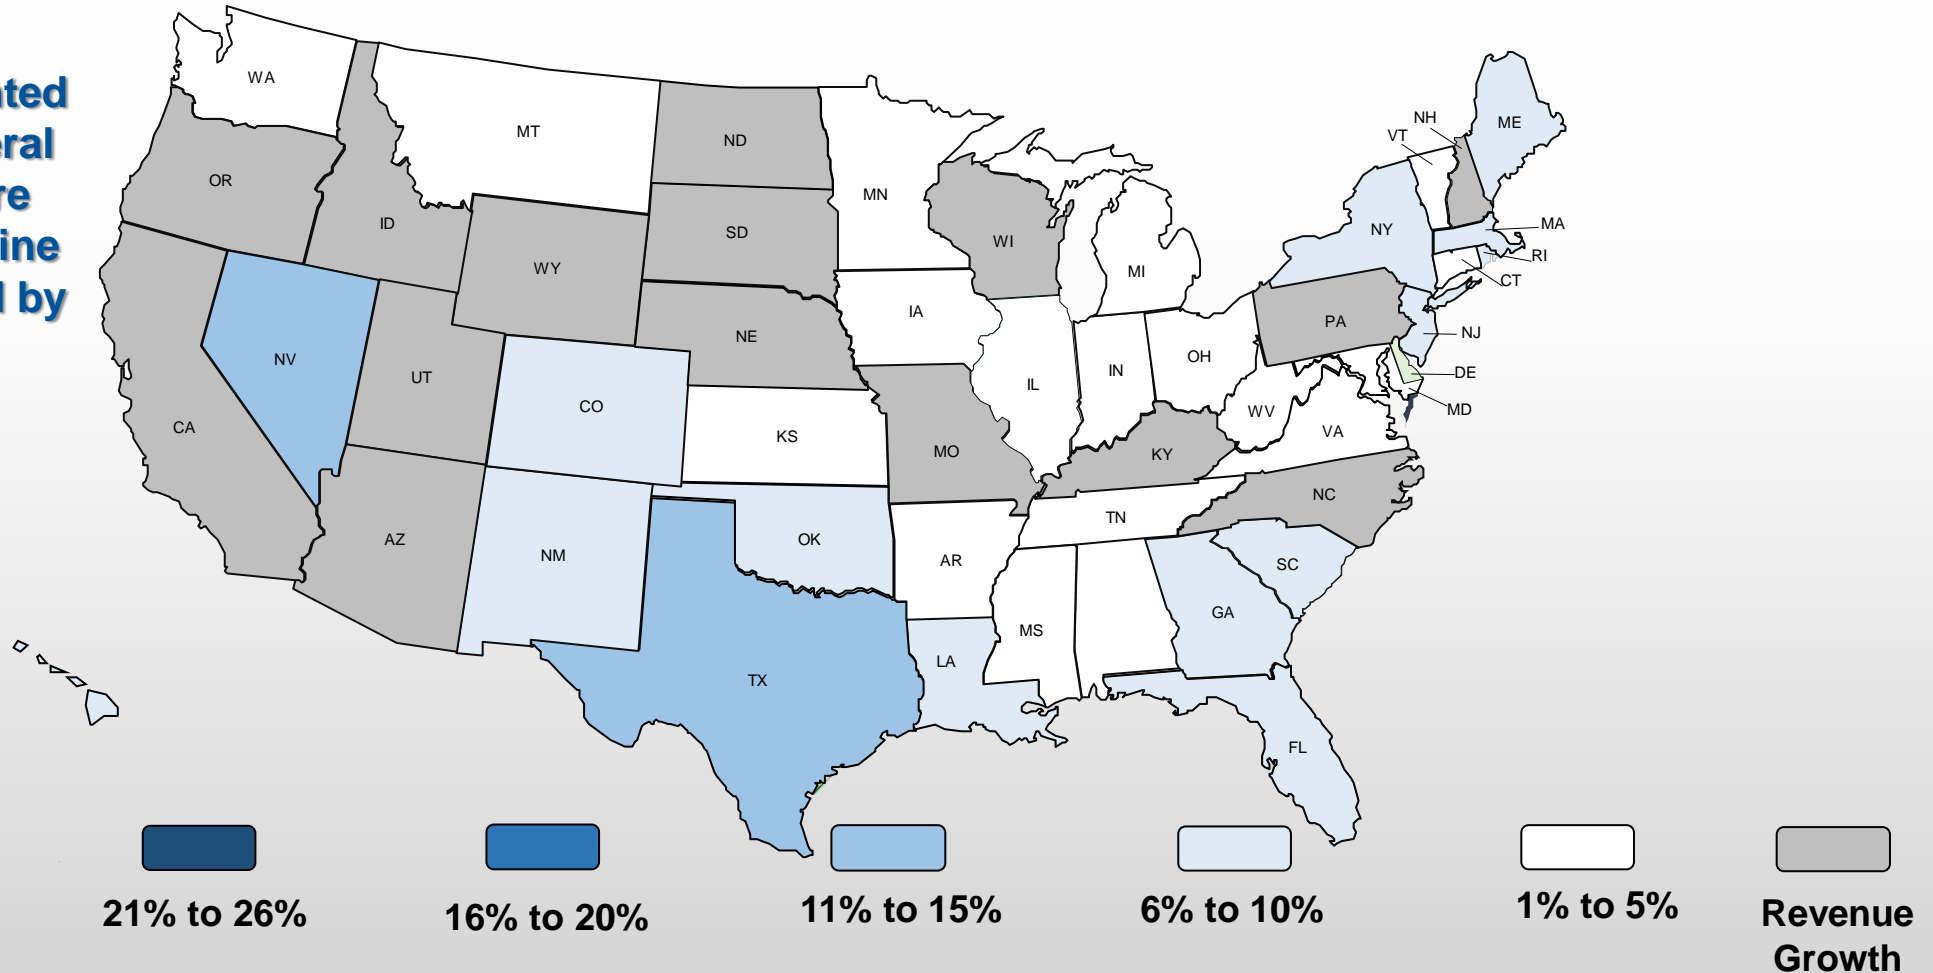 ted
eral
re
ine
l by
WA
MT
ND
MN
OR
ID
SD
WI
WY
MI
IA
NE
NV
UT
CO
CA
KS
MO
IL
IN
OH
PA
NY
VT
NH
ME
MA
RI
CT
NJ
DE
MD
WV
VA
KY
NC
TN
AZ
NM
OK
AR
SC
GA
MS
LA
TX
FL
21% to 26%
16% to 20%
11% to 15%
6% to 10%
1% to 5%
Revenue
Growth